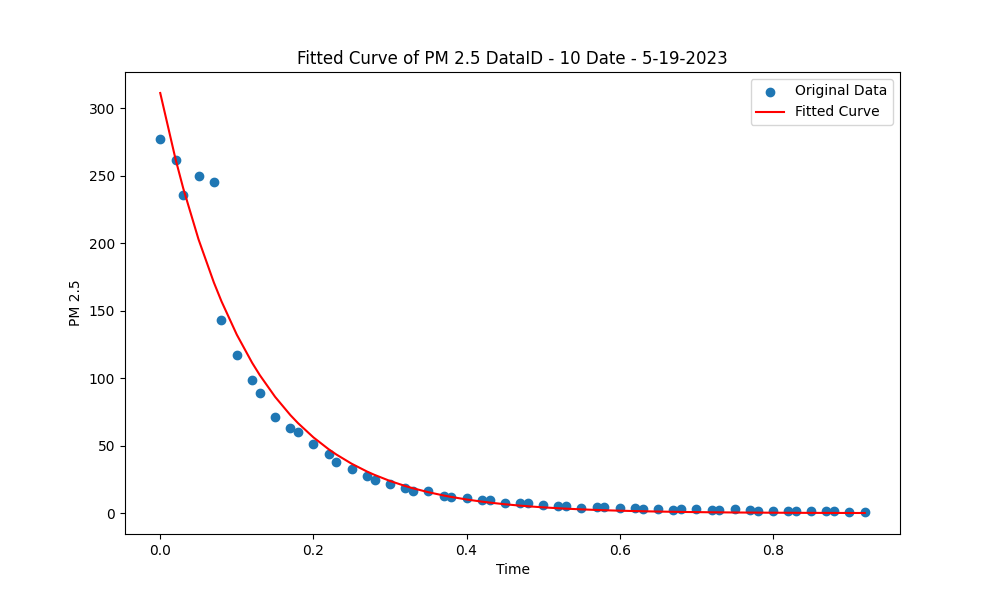 Fitted Curve of PM 2.5 DataID - 10 Date - 5-19-2023
Original Data
Fitted Curve
300
250
200
150
100
50
0
PM 2.5
0.0 0.2 0.4 0.6 0.8
Time